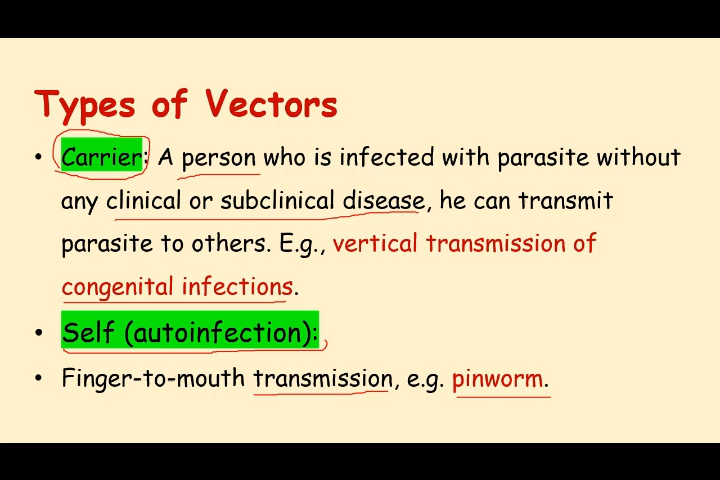 Types of Vectors
• Carrier: A person who is infected with parasite without
any clinical or subclinical disease, he can transmit
parasite to others. E.g., vertical transmission of
congenital infections.
• Self (autoinfection):
• Finger-to-mouth transmission, e.g. pinworm.